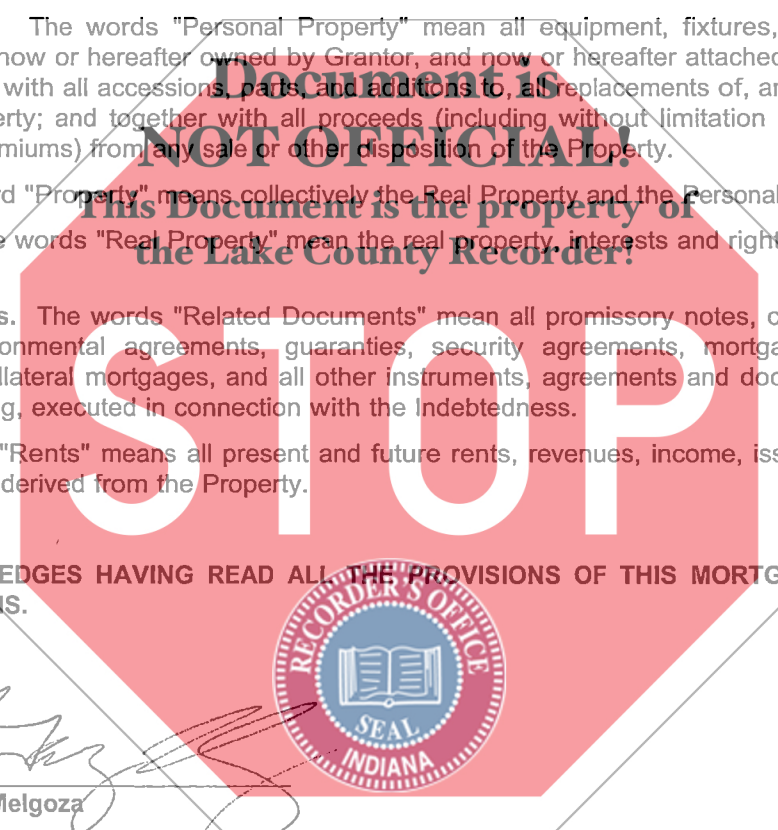 The words "Personal Property" mean all equipment, fixtures,
now or hereafter owned by Grantor, and now or hereafter attached
with all accessions, parts, and additions to, all replacements of, an
erty; and together with all proceeds (including without limitation
miums) from any sale or other disposition of the Property.
d "Property" means collectively the Real Property and the Personal
e words "Real Property" mean the real property, interests and right
Document is
NOT OFFICIAL!
This Document is the property of
the Lake County Recorder!
s. The words "Related Documents" mean all promissory notes, c
onmental agreements, guaranties, security agreements, mortga
llateral mortgages, and all other instruments, agreements and doc
g, executed in connection with the Indebtedness.
"Rents" means all present and future rents, revenues, income, iss
derived from the Property.
STOP
EDGES HAVING READ ALL THE PROVISIONS OF THIS MORTG
NS.
RECORDER'S OFFICE
SEAL
INDIANA
Melgoza